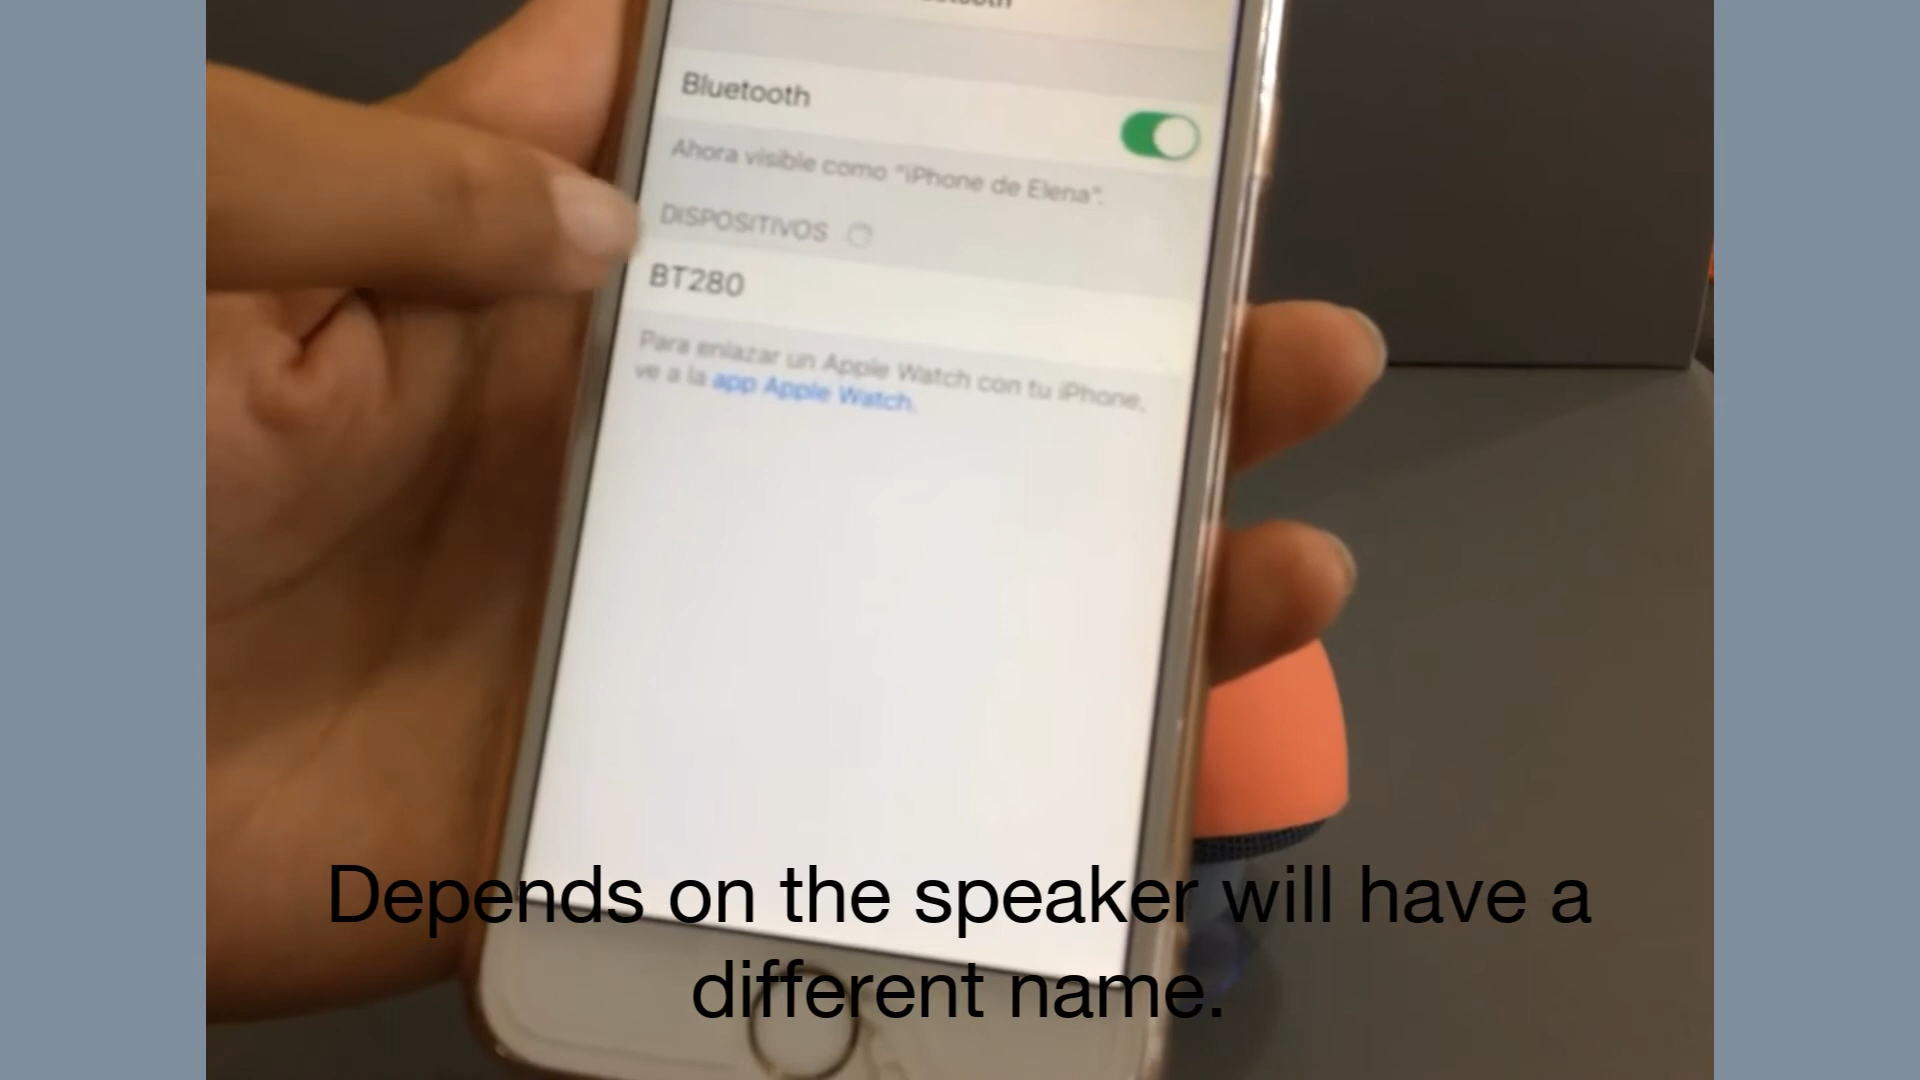 Bluetooth
Ahora visible como "iPhone de Elena".
DISPOSITIVOS
BT280
Para enlazar un Apple Watch con tu iPhone,
ve a la app Apple Watch.
Depends on the speaker will have a
different name.